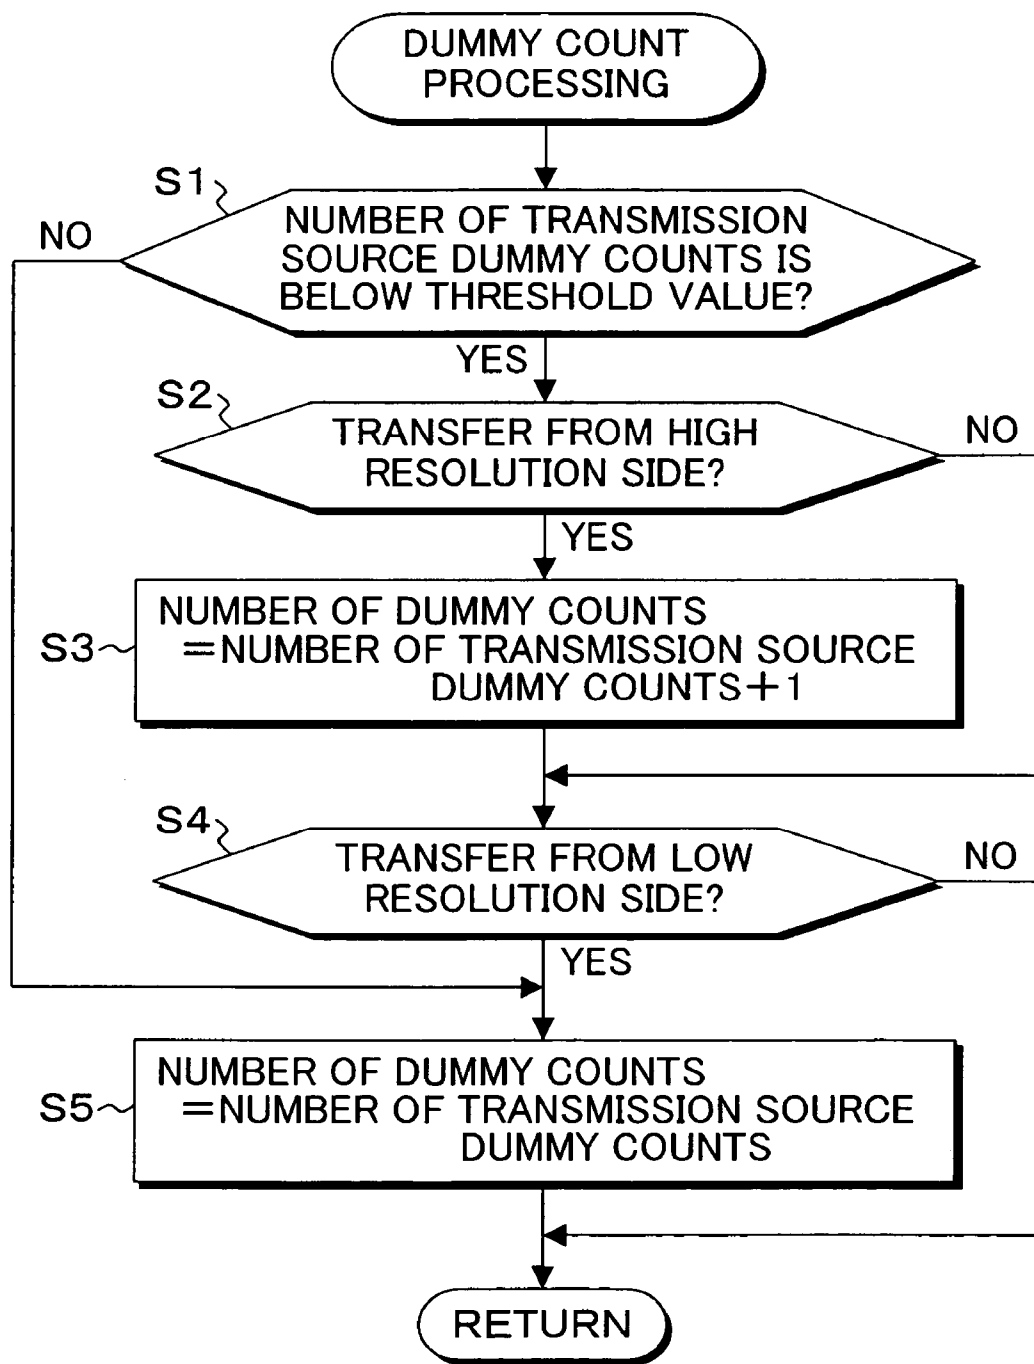 DUMMY COUNT
PROCESSING
S1
NO
NUMBER OF TRANSMISSION
SOURCE DUMMY COUNTS IS
BELOW THRESHOLD VALUE?
YES
S2
TRANSFER FROM HIGH
RESOLUTION SIDE?
NO
YES
S3
NUMBER OF DUMMY COUNTS
=NUMBER OF TRANSMISSION SOURCE
DUMMY COUNTS+1
S4
TRANSFER FROM LOW
RESOLUTION SIDE?
NO
YES
S5
NUMBER OF DUMMY COUNTS
=NUMBER OF TRANSMISSION SOURCE
DUMMY COUNTS
RETURN